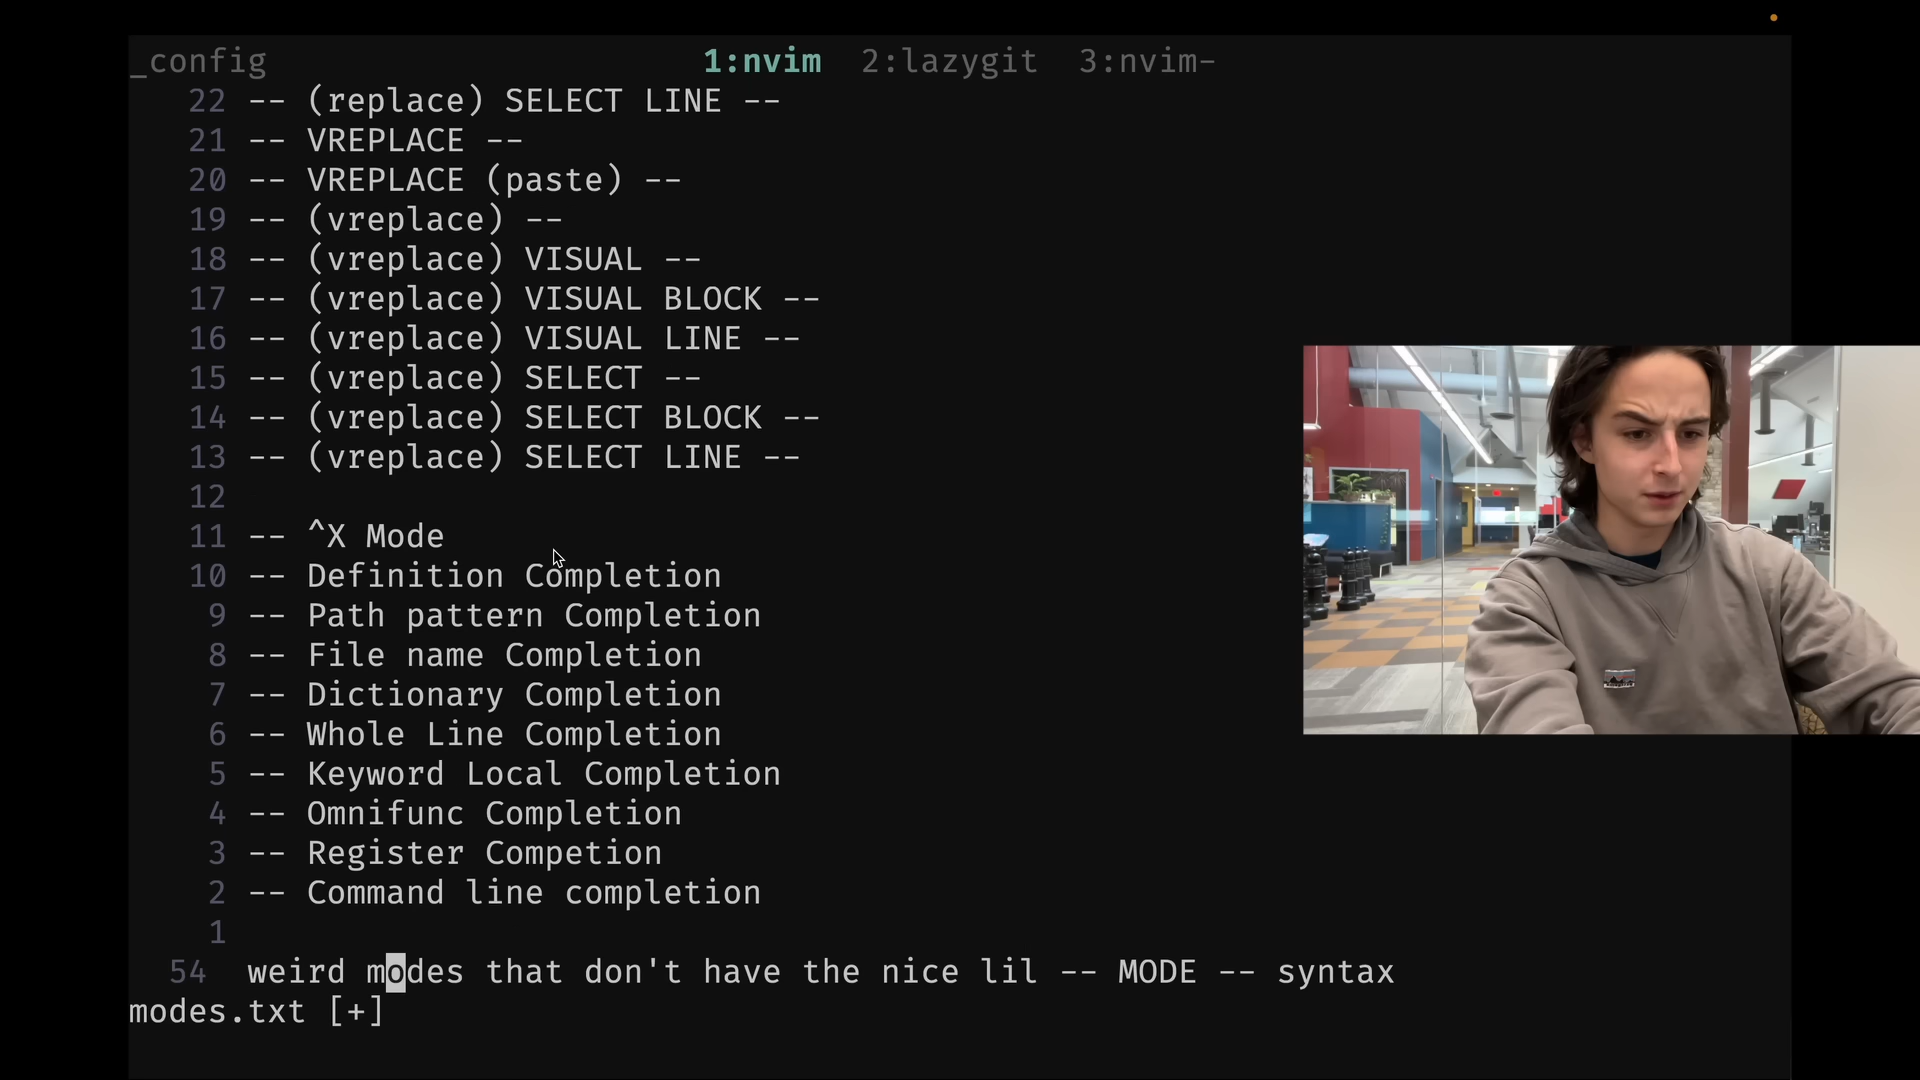 _config 1:nvim 2:lazygit 3:nvim-
22 -- (replace) SELECT LINE --
21 -- VREPLACE --
20 -- VREPLACE (paste) --
19 -- (vreplace) --
18 -- (vreplace) VISUAL --
17 -- (vreplace) VISUAL BLOCK --
16 -- (vreplace) VISUAL LINE --
15 -- (vreplace) SELECT --
14 -- (vreplace) SELECT BLOCK --
13 -- (vreplace) SELECT LINE --
12
11 -- ^X Mode
10 -- Definition Completion
9 -- Path pattern Completion
8 -- File name Completion
7 -- Dictionary Completion
6 -- Whole Line Completion
5 -- Keyword Local Completion
4 -- Omnifunc Completion
3 -- Register Competion
2 -- Command line completion
1
54 weird modes that don't have the nice lil -- MODE -- syntax
modes.txt [+]